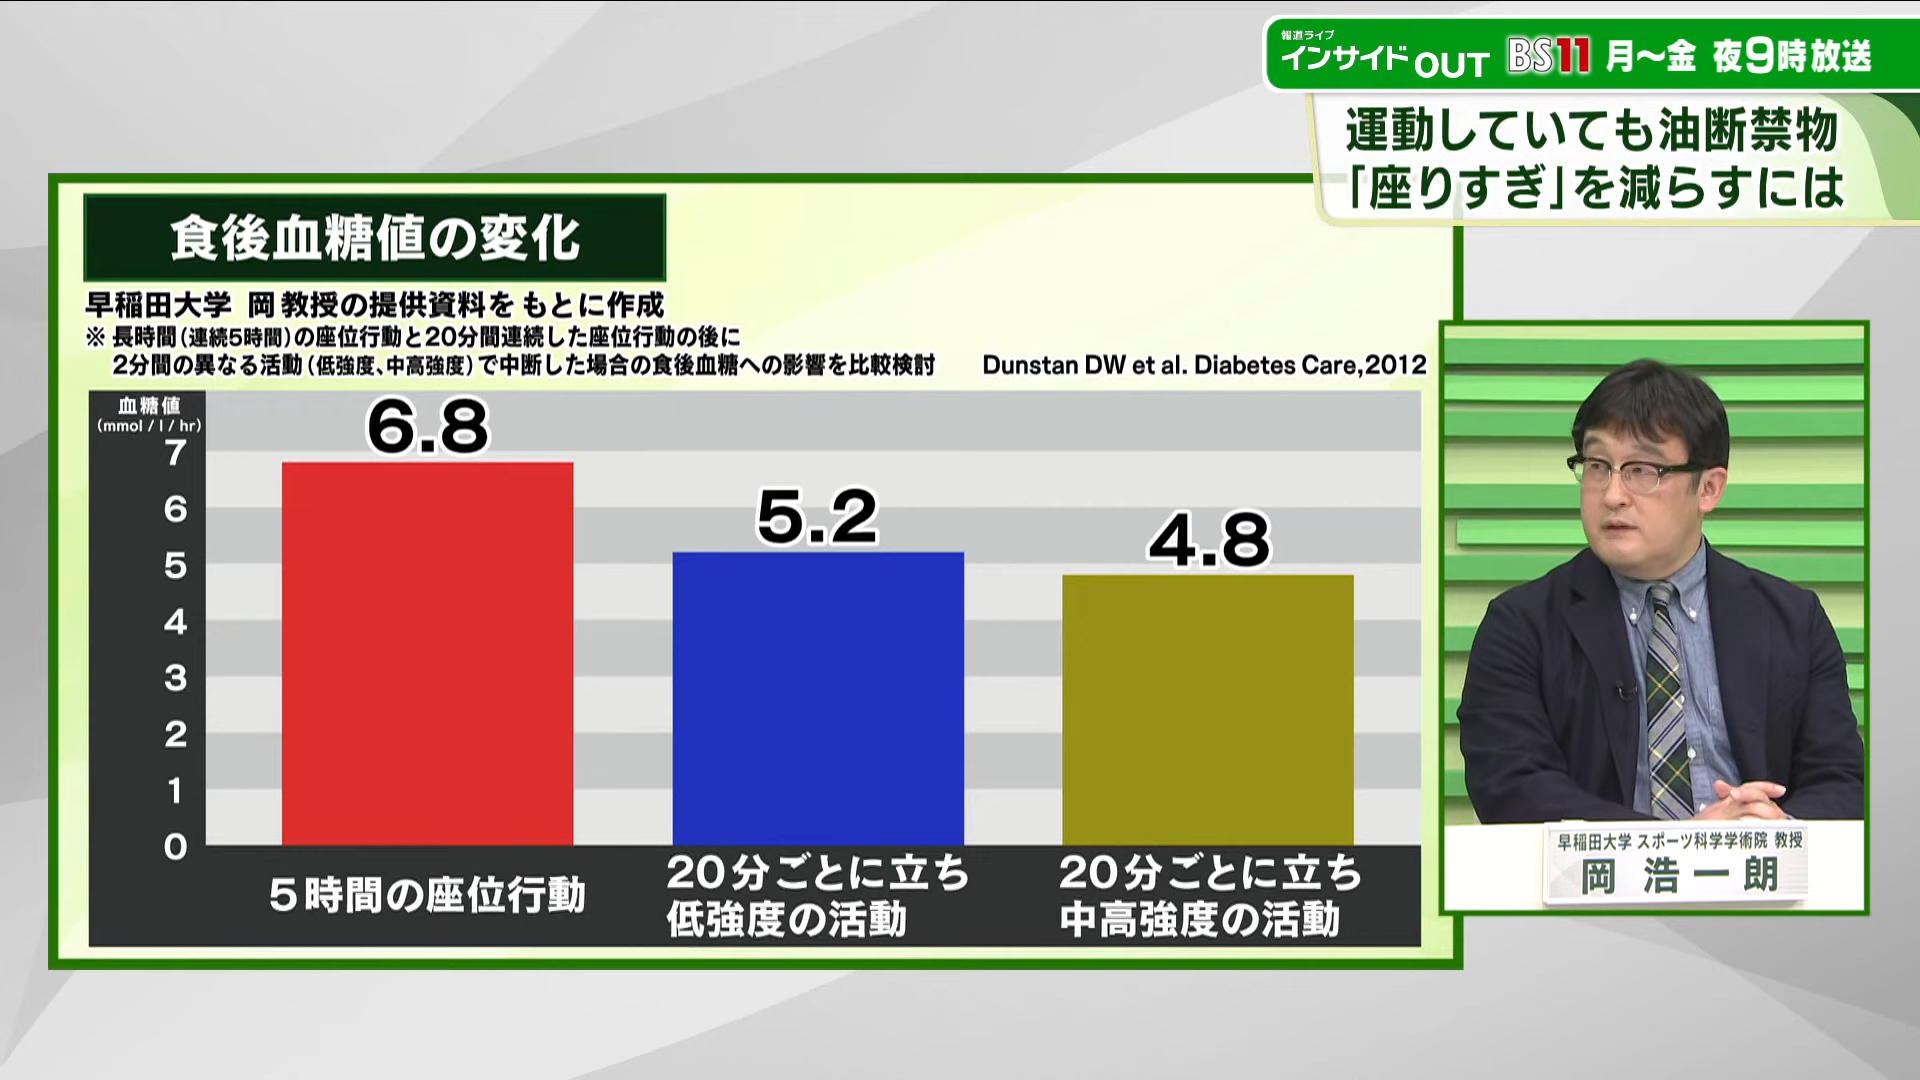 報道ライブ
インサイドOUT BS11 月〜金 夜9時放送
運動していても油断禁物
「座りすぎ」を減らすには
食後血糖値の変化
早稲田大学 岡教授の提供資料をもとに作成
※ 長時間(連続5時間)の座位行動と20分間連続した座位行動の後に
2分間の異なる活動(低強度、中高強度)で中断した場合の食後血糖への影響を比較検討 Dunstan DW et al. Diabetes Care,2012
血糖値
(mmol / l / hr)
7
6
5
4
3
2
1
0
6.8
5.2
4.8
5時間の座位行動
20分ごとに立ち
低強度の活動
20分ごとに立ち
中高強度の活動
早稲田大学 スポーツ科学学術院 教授
岡 浩一朗